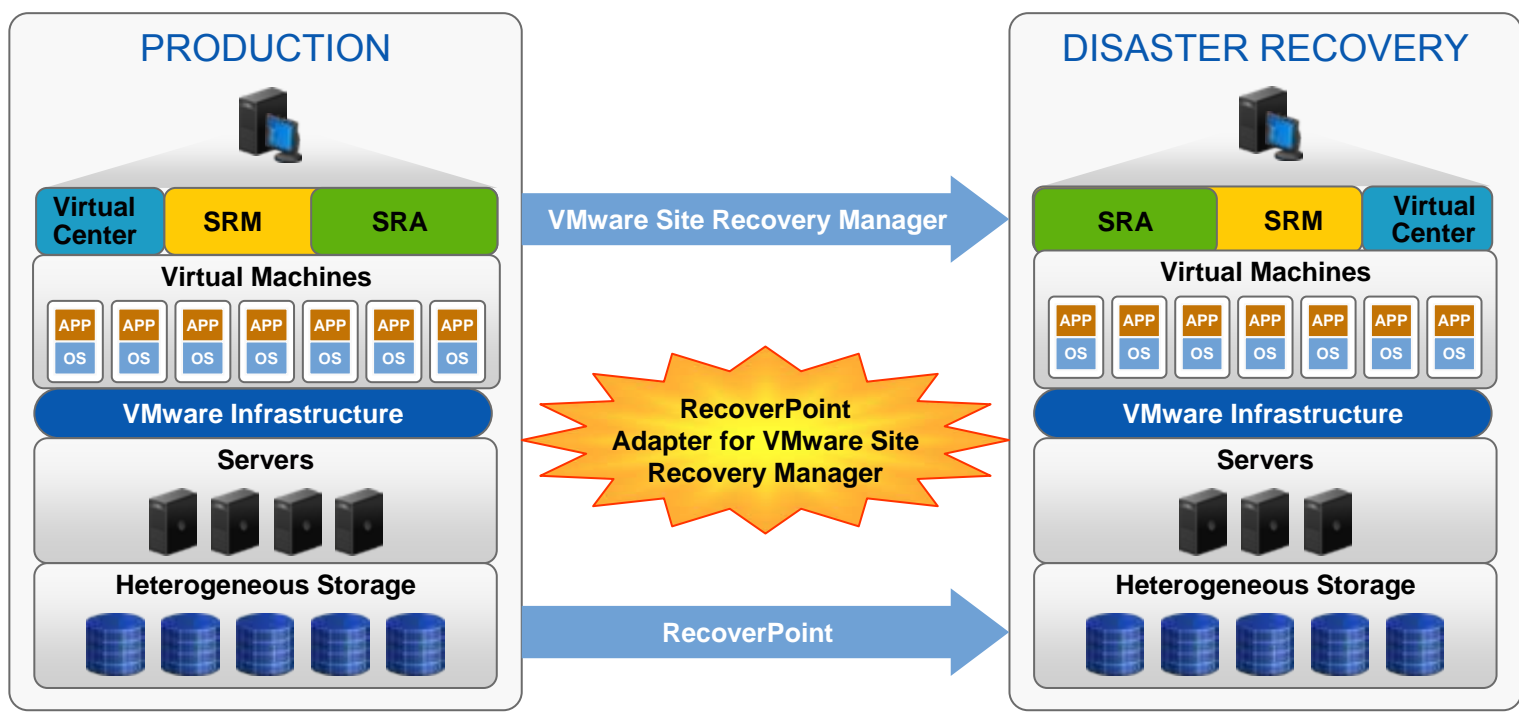 PRODUCTION
Virtual
Center
SRM
SRA
Virtual Machines
APP APP APP APP APP APP APP
OS OS OS OS OS OS OS
VMware Infrastructure
Servers
Heterogeneous Storage
VMware Site Recovery Manager
RecoverPoint
Adapter for VMware Site
Recovery Manager
RecoverPoint
DISASTER RECOVERY
SRA
SRM
Virtual
Center
Virtual Machines
APP APP APP APP APP APP APP
OS OS OS OS OS OS OS
VMware Infrastructure
Servers
Heterogeneous Storage